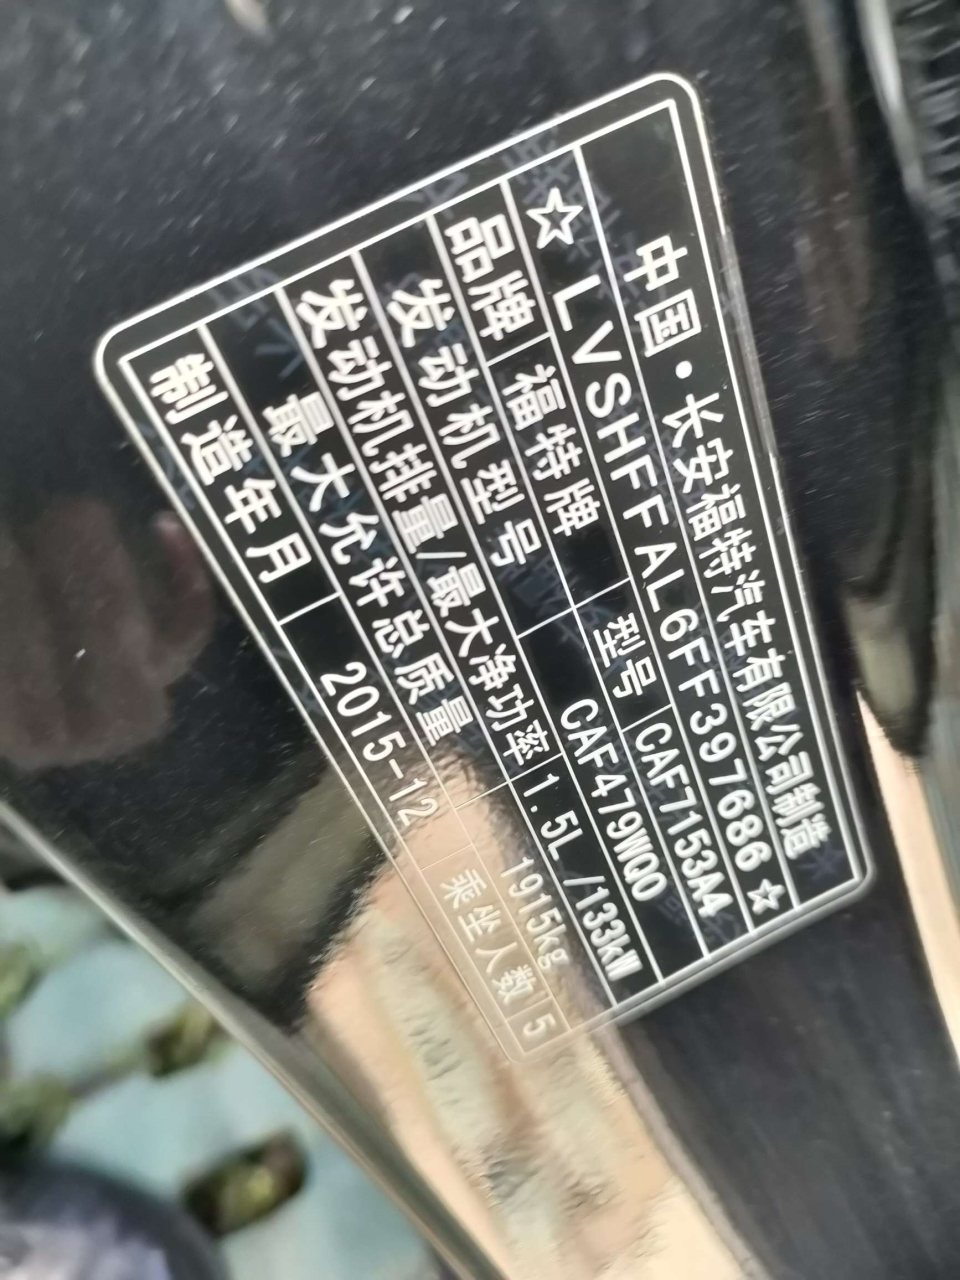 中国·长安福特汽车有限公司制造
☆LVSHFFAL6FF397686☆
品牌 福特牌 型号 CAF7153A4
发动机型号 CAF479WQ0
发动机排量/最大净功率 1.5L /133kW
最大允许总质量 1915kg
制造年月 2015-12 乘坐人数 5